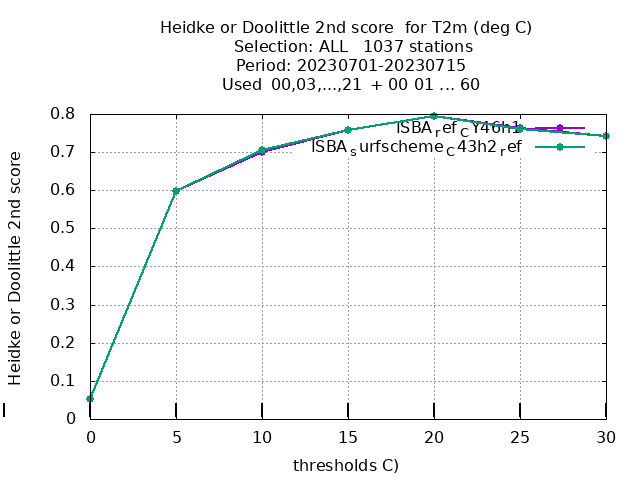 Heidke or Doolittle 2nd score  for T2m (deg C)
Selection: ALL   1037 stations
Period: 20230701-20230715
Used  00,03,...,21  + 00 01 ... 60
ISBA_ref_CY46h1
ISBA_surfscheme_C43h2_ref
Heidke or Doolittle 2nd score
0.8
0.7
0.6
0.5
0.4
0.3
0.2
0.1
0
0 5 10 15 20 25 30
thresholds C)